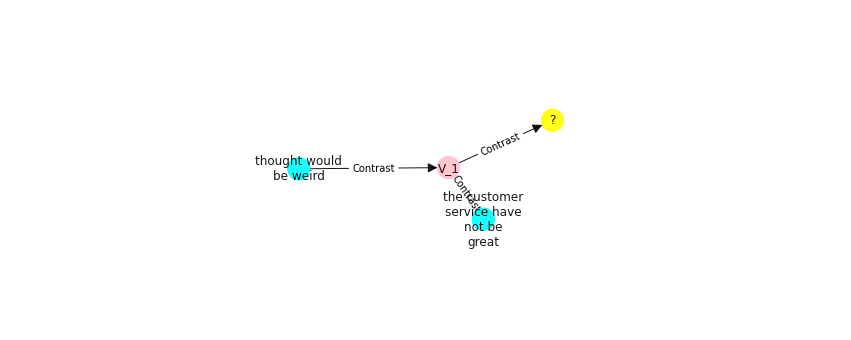 ?
Contrast
thought would
be weird
Contrast
V_1
Contrast
the customer
service have
not be
great